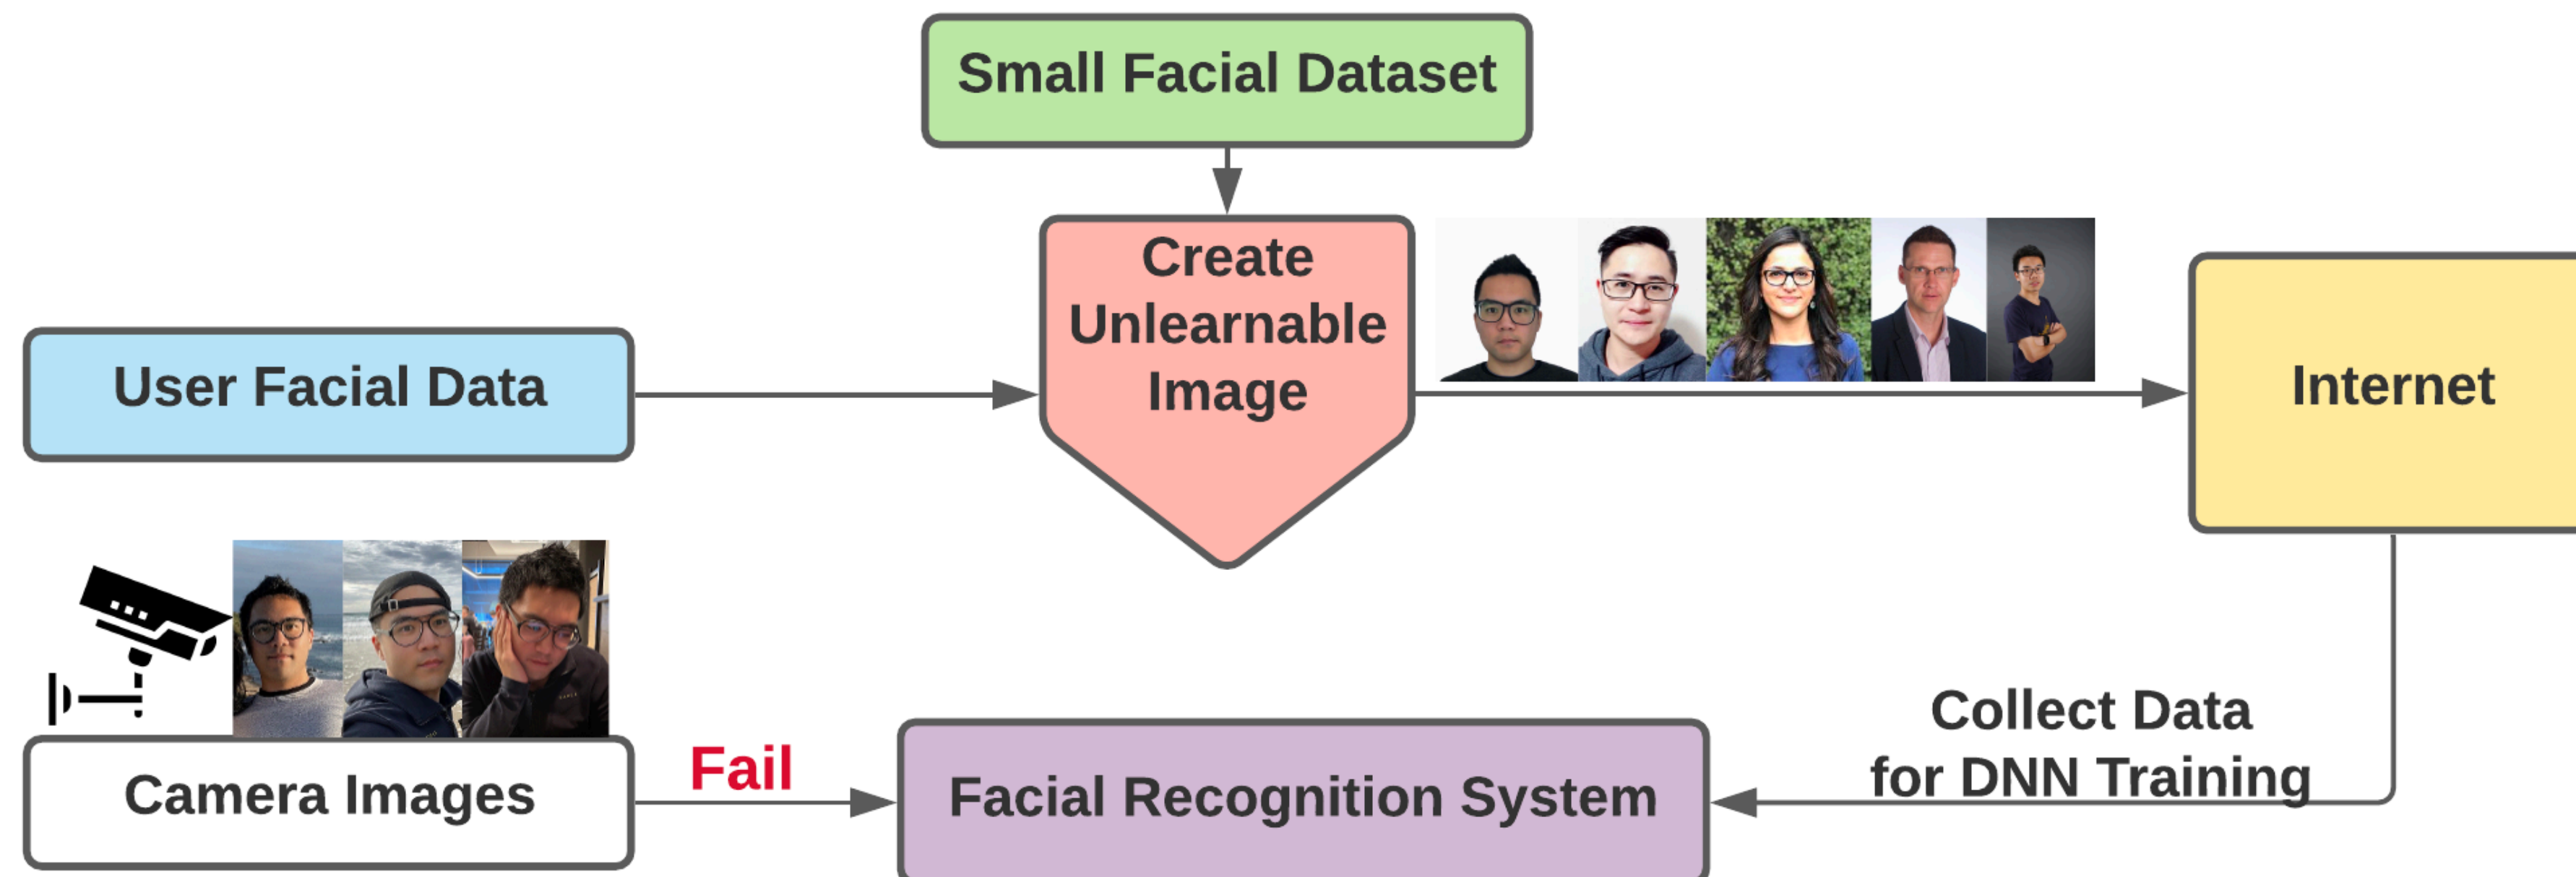 Small Facial Dataset
Create
Unlearnable
Image
User Facial Data
Internet
Camera Images
Fail
Facial Recognition System
Collect Data
for DNN Training